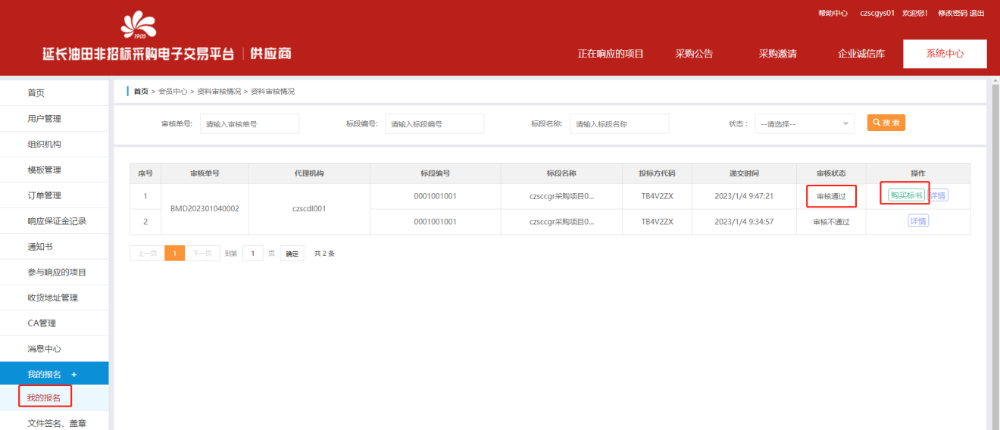 帮助中心 czscgys01 欢迎您! 修改密码 退出
1905
延长油田非招标采购电子交易平台 | 供应商
正在响应的项目 采购公告 采购邀请 企业诚信库 系统中心
首页
用户管理
组织机构
模板管理
订单管理
响应保证金记录
通知书
参与响应的项目
收货地址管理
CA管理
消息中心
我的报名 +
我的报名
文件签名、盖章
首页 > 会员中心 > 资料审核情况 > 资料审核情况
审核单号: 请输入审核单号 标段编号: 请输入标段编号 标段名称: 请输入标段名称 状态: --请选择-- 搜索
序号 审核单号 代理机构 标段编号 标段名称 投标方代码 递交时间 审核状态 操作
1 BMD202301040002 czscdl001 0001001001 czsccgr采购项目0... TB4V2ZX 2023/1/4 9:47:21 审核通过 购买标书 详情
2 0001001001 czsccgr采购项目0... TB4V2ZX 2023/1/4 9:34:57 审核不通过 详情
上一页 1 下一页 到第 1 页 确定 共 2 条